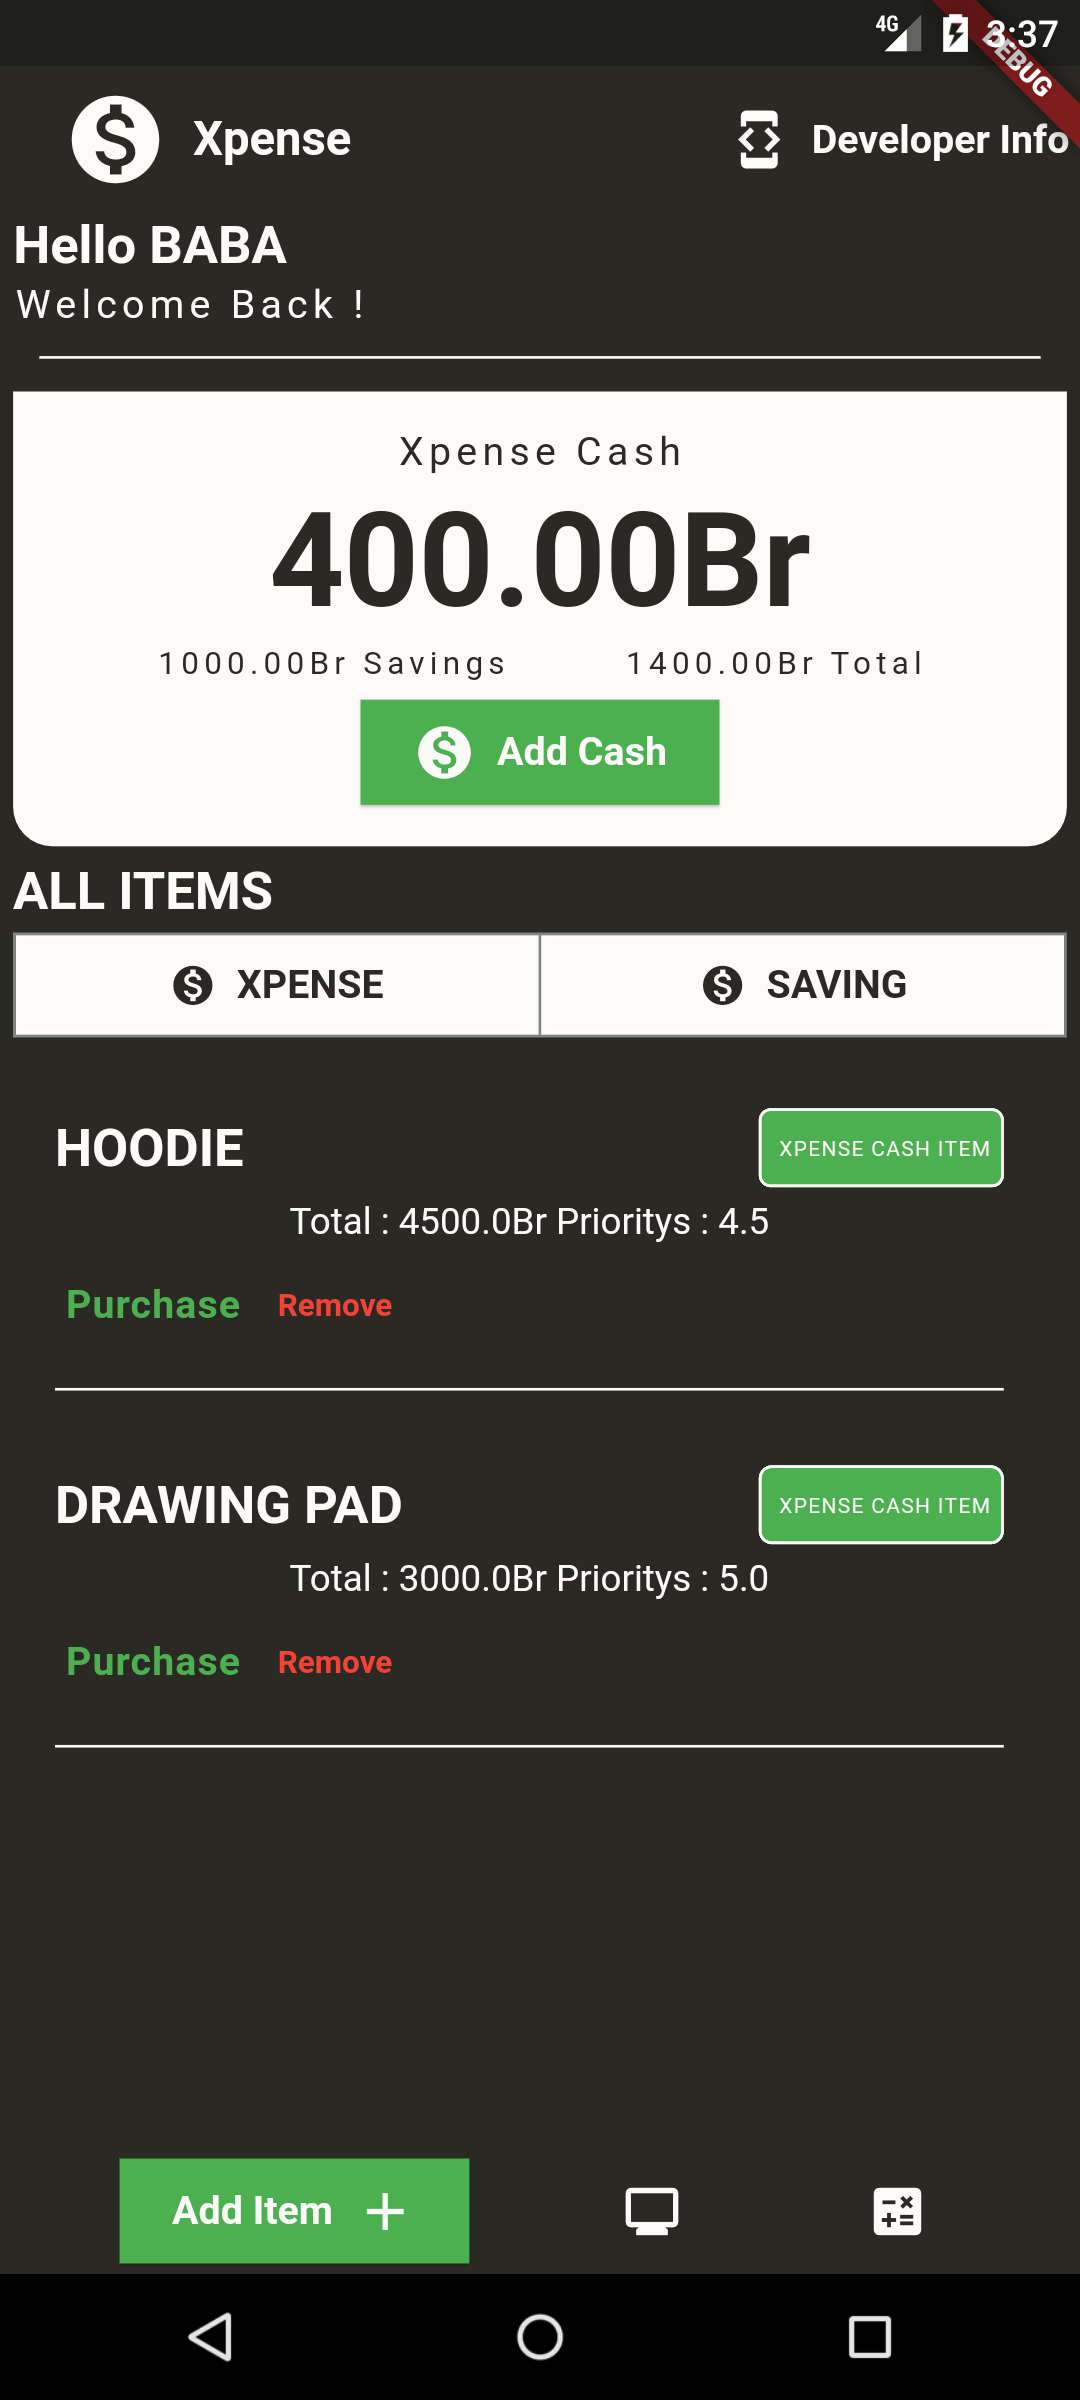 4G 3:37
DEBUG
Xpense
Developer Info
Hello BABA
Welcome Back !
Xpense Cash
400.00Br
1000.00Br Savings 1400.00Br Total
Add Cash
ALL ITEMS
XPENSE SAVING
HOODIE XPENSE CASH ITEM
Total : 4500.0Br Prioritys : 4.5
Purchase Remove
DRAWING PAD XPENSE CASH ITEM
Total : 3000.0Br Prioritys : 5.0
Purchase Remove
Add Item